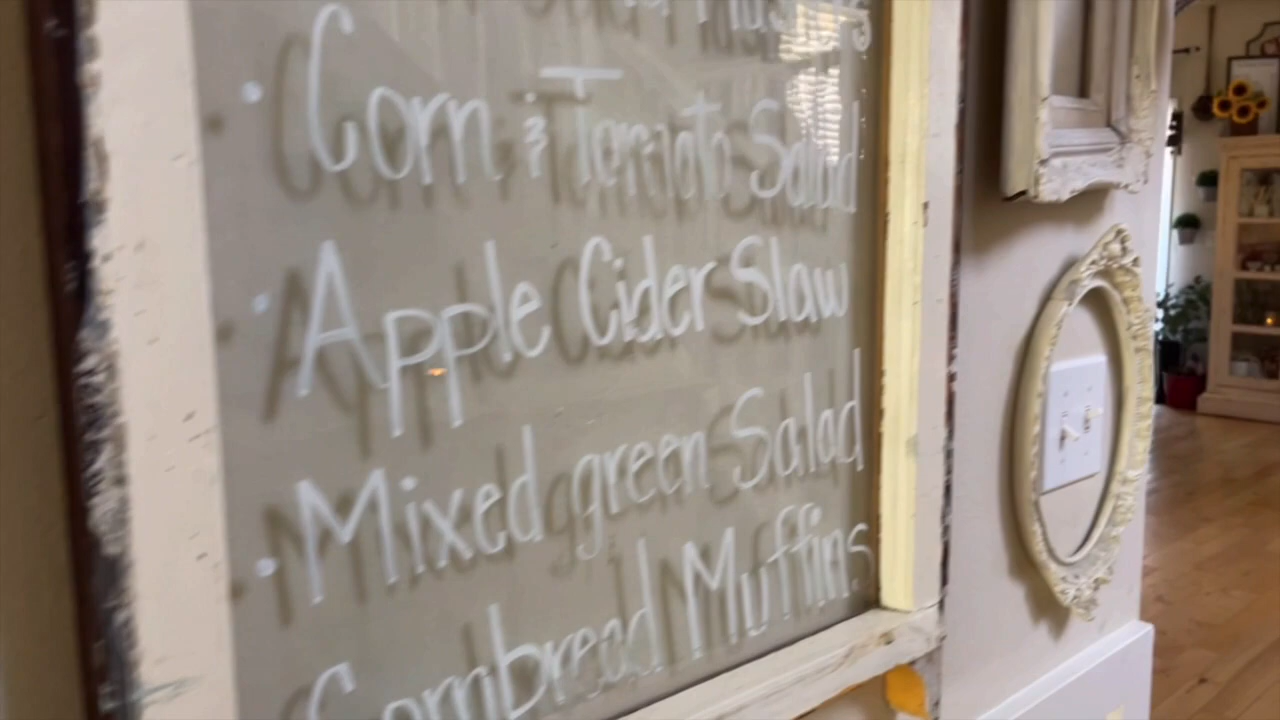 · Corn & Tomato Salad
· Apple Cider Slaw
· Mixed green Salad
Cornbread Muffins